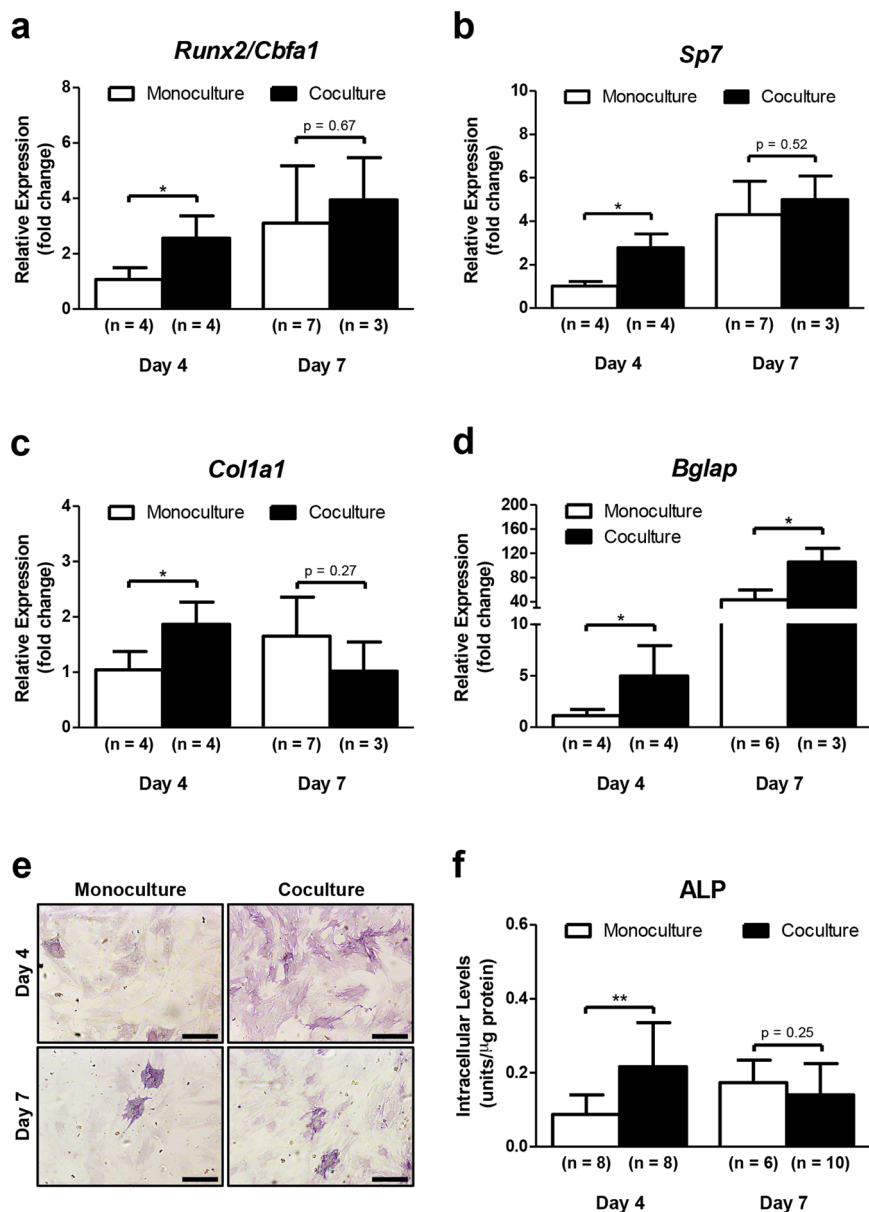 a
Runx2/Cbfa1
Monoculture Coculture
Relative Expression
(fold change)
8
6
4
2
0
*
p = 0.67
(n = 4) (n = 4) (n = 7) (n = 3)
Day 4 Day 7
b
Sp7
Monoculture Coculture
Relative Expression
(fold change)
10
8
6
4
2
0
*
p = 0.52
(n = 4) (n = 4) (n = 7) (n = 3)
Day 4 Day 7
c
Col1a1
Monoculture Coculture
Relative Expression
(fold change)
4
3
2
1
0
*
p = 0.27
(n = 4) (n = 4) (n = 7) (n = 3)
Day 4 Day 7
d
Bglap
Monoculture
Coculture
Relative Expression
(fold change)
200
160
120
80
40
10
5
0
*
*
(n = 4) (n = 4) (n = 6) (n = 3)
Day 4 Day 7
e
Monoculture Coculture
Day 4
Day 7
f
ALP
Monoculture Coculture
Intracellular Levels
(units/μg protein)
0.6
0.4
0.2
0.0
**
p = 0.25
(n = 8) (n = 8) (n = 6) (n = 10)
Day 4 Day 7